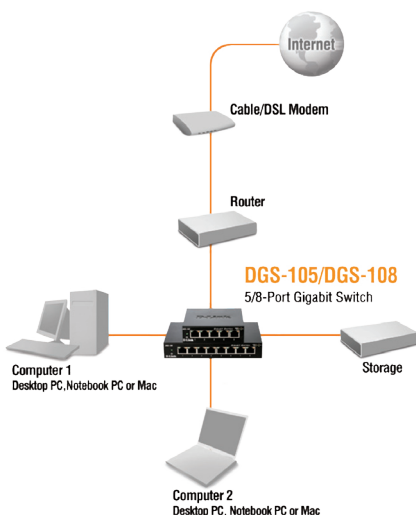 Internet
Cable/DSL Modem
Router
DGS-105/DGS-108
5/8-Port Gigabit Switch
Computer 1
Desktop PC,Notebook PC or Mac
Storage
Computer 2
Desktop PC, Notebook PC or Mac